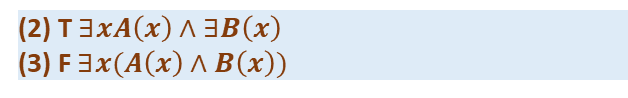 (2) T ∃xA(x) ∧ ∃B(x)
(3) F ∃x(A(x) ∧ B(x))